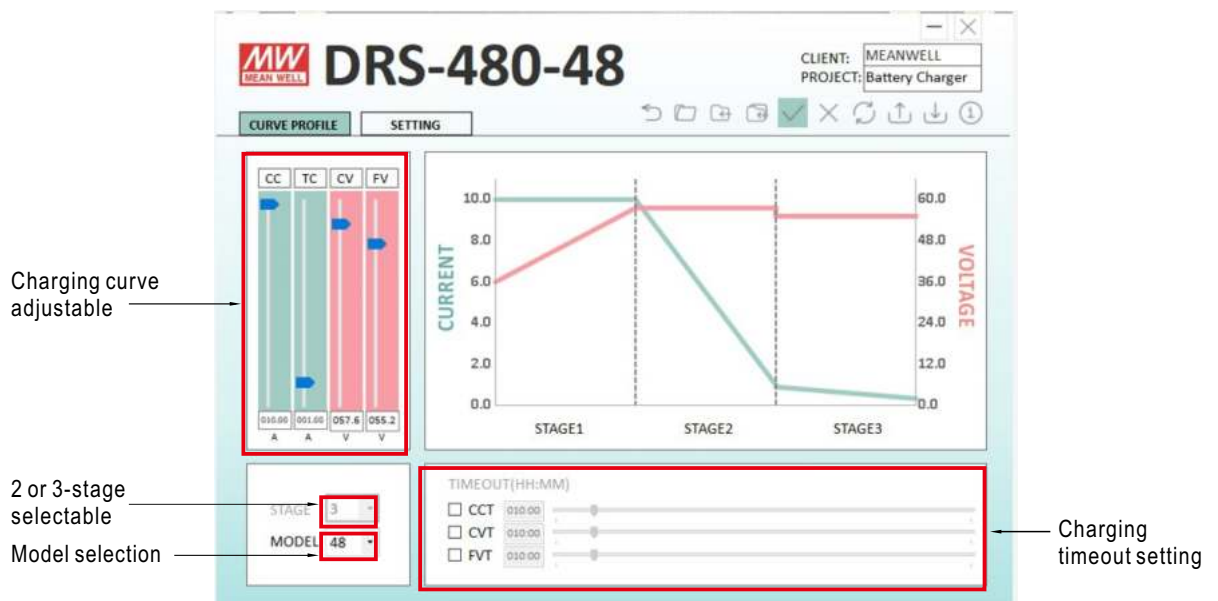 MW
MEAN WELL
DRS-480-48
CLIENT: MEANWELL
PROJECT: Battery Charger
CURVE PROFILE SETTING
CC TC CV FV
010.00 001.00 057.6 055.2
A A V V
Charging curve
adjustable
CURRENT
10.0
8.0
6.0
4.0
2.0
0.0
60.0
48.0
36.0
24.0
12.0
0.0
VOLTAGE
STAGE1 STAGE2 STAGE3
2 or 3-stage
selectable
Model selection
STAGE 3
MODEL 48
TIMEOUT(HH:MM)
CCT 010:00
CVT 010:00
FVT 010:00
Charging
timeout setting